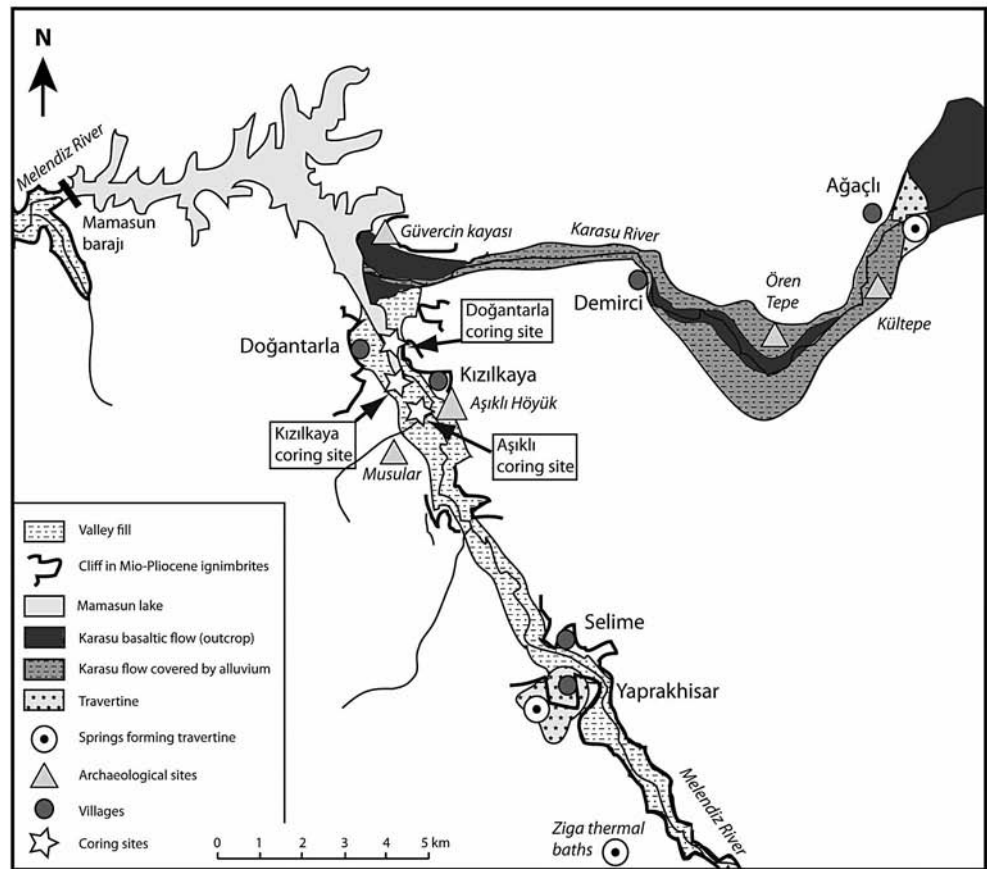 N
Melendiz River
Mamasun
barajı
Ağaçlı
Güvercin kayası
Karasu River
Demirci
Ören
Tepe
Kültepe
Doğantarla
Doğantarla
coring site
Kızılkaya
Aşıklı Höyük
Kızılkaya
coring site
Aşıklı
coring site
Musular
Selime
Yaprakhisar
Melendiz River
Ziga thermal
baths
Valley fill
Cliff in Mio-Pliocene ignimbrites
Mamasun lake
Karasu basaltic flow (outcrop)
Karasu flow covered by alluvium
Travertine
Springs forming travertine
Archaeological sites
Villages
Coring sites
0 1 2 3 4 5 km